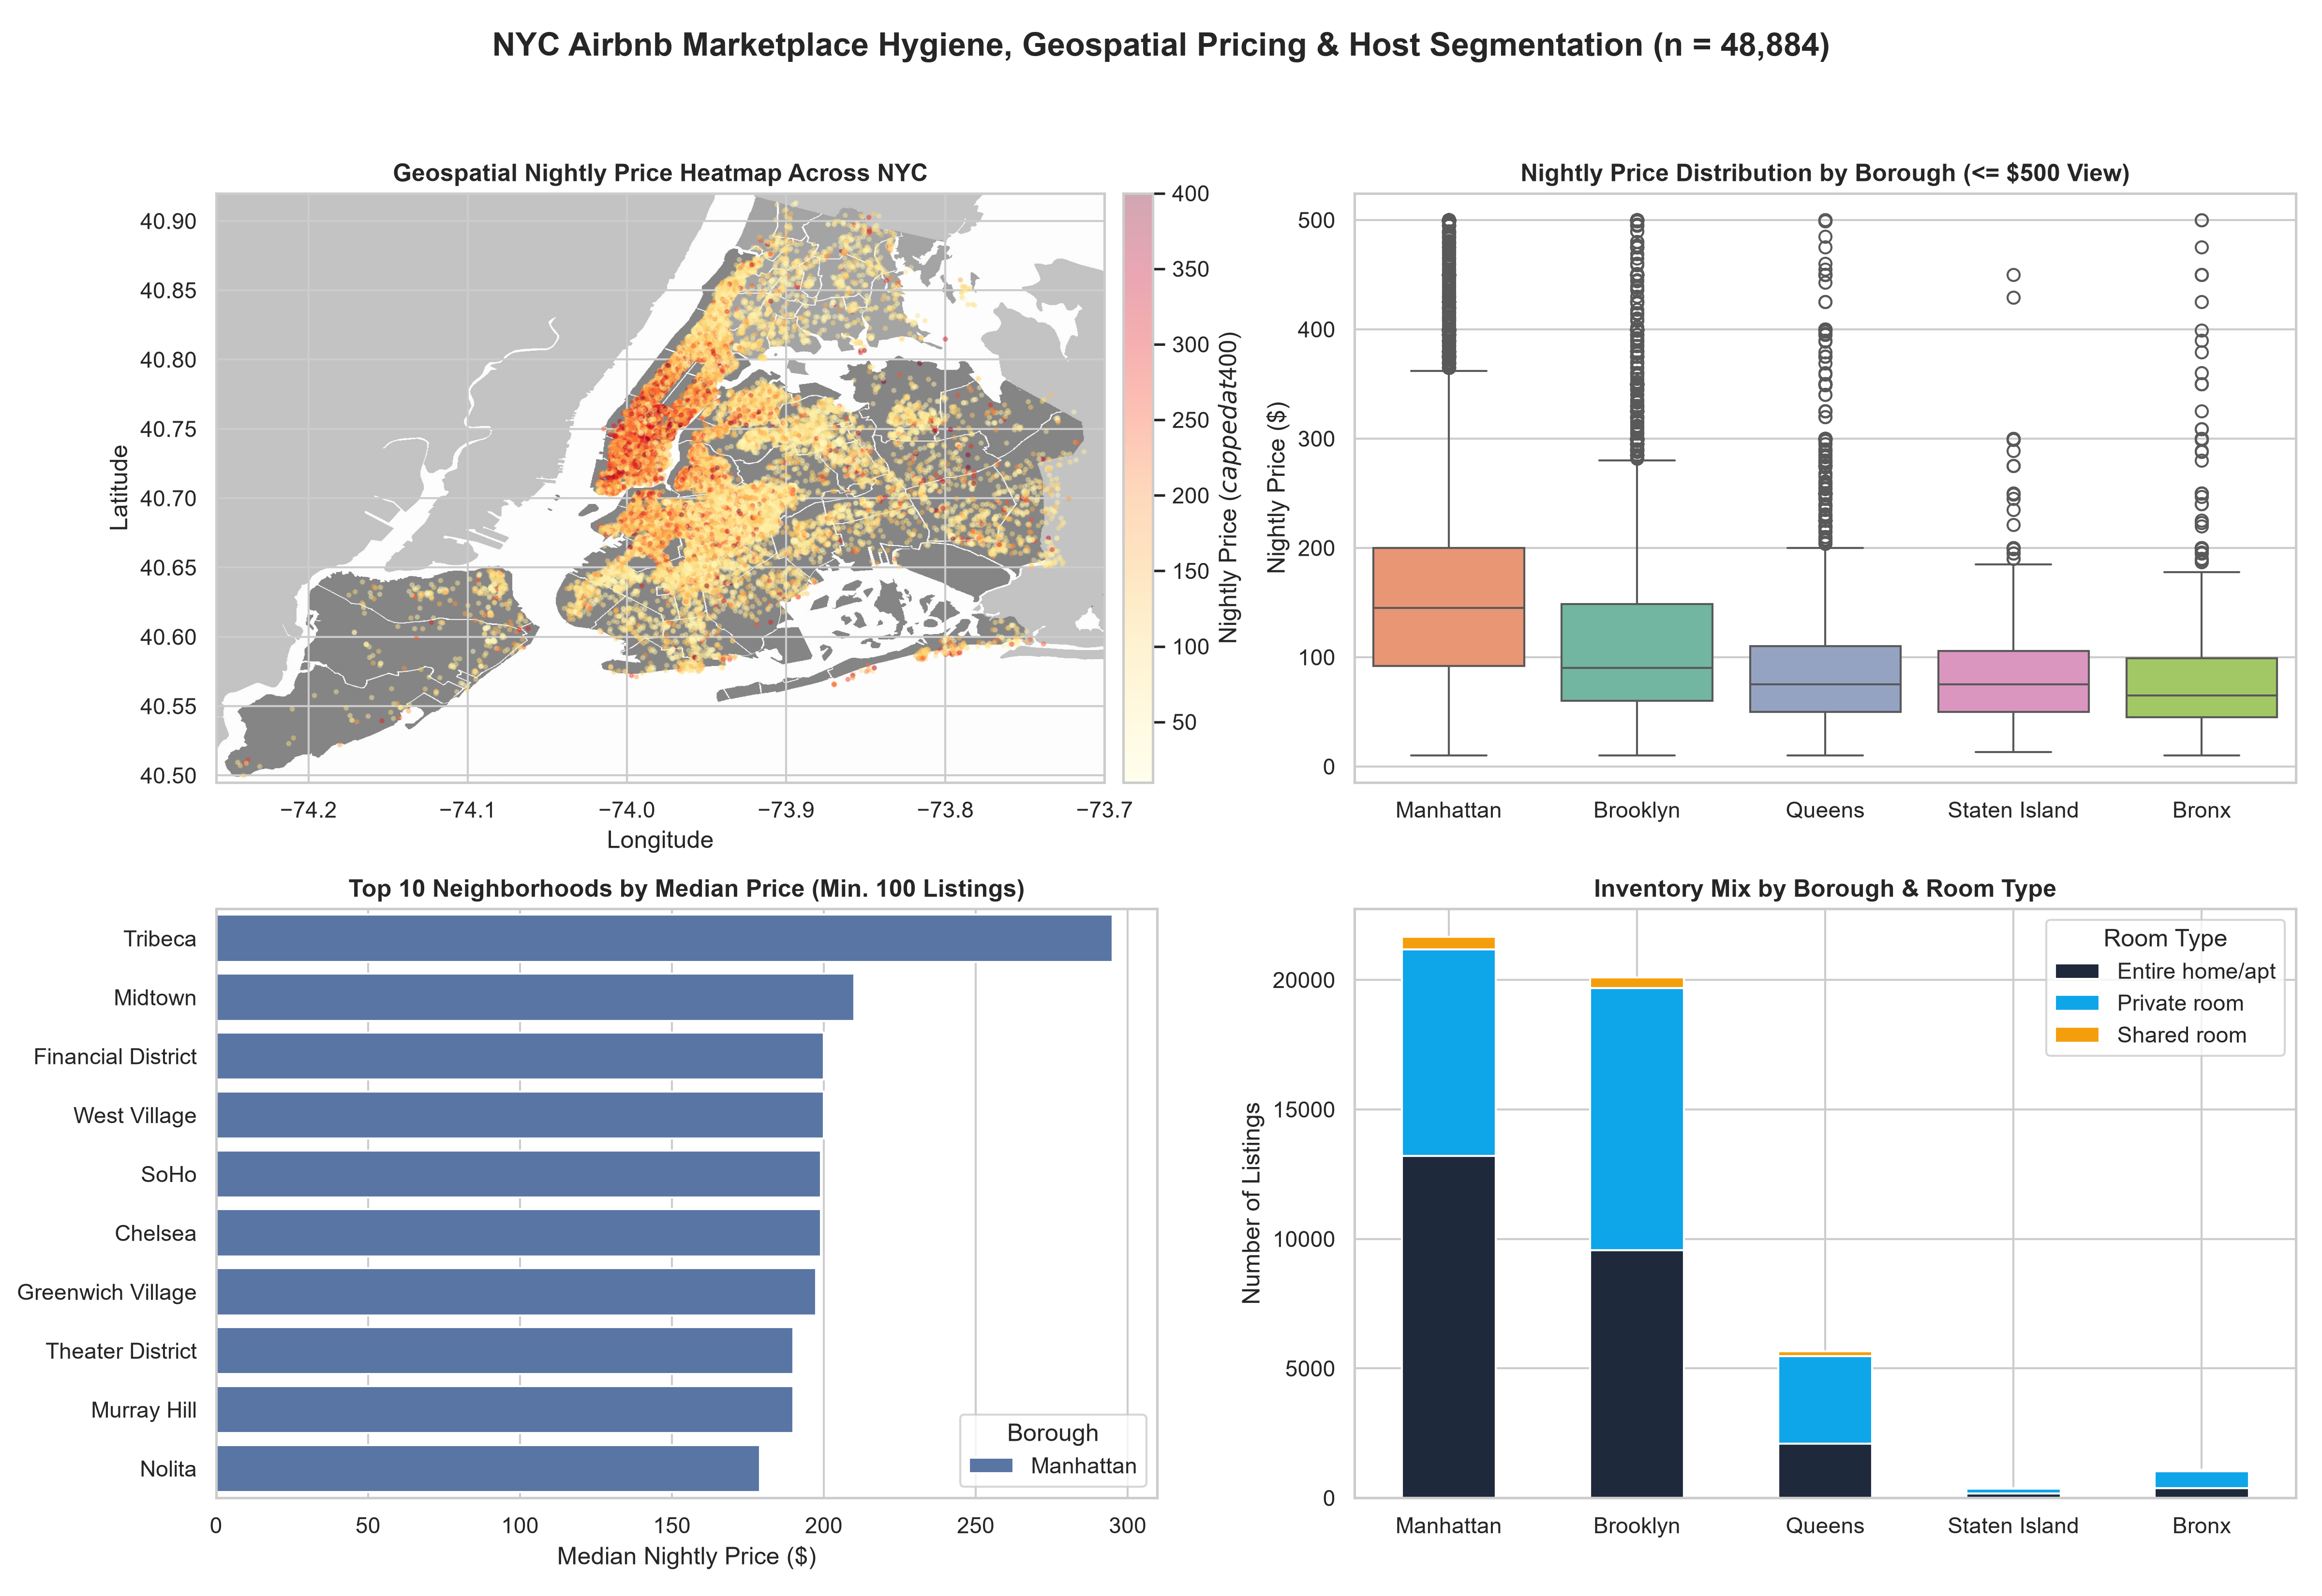 NYC Airbnb Marketplace Hygiene, Geospatial Pricing & Host Segmentation (n = 48,884)
Geospatial Nightly Price Heatmap Across NYC
40.90
40.85
40.80
40.75
40.70
40.65
40.60
40.55
40.50
Latitude
−74.2
−74.1
−74.0
−73.9
−73.8
−73.7
Longitude
400
350
300
250
200
150
100
50
Nightly Price (cappedat400)
Nightly Price Distribution by Borough (<= $500 View)
500
400
300
200
100
0
Nightly Price ($)
Manhattan
Brooklyn
Queens
Staten Island
Bronx
Top 10 Neighborhoods by Median Price (Min. 100 Listings)
Tribeca
Midtown
Financial District
West Village
SoHo
Chelsea
Greenwich Village
Theater District
Murray Hill
Nolita
Borough
Manhattan
0
50
100
150
200
250
300
Median Nightly Price ($)
Inventory Mix by Borough & Room Type
Room Type
Entire home/apt
Private room
Shared room
20000
15000
10000
5000
0
Number of Listings
Manhattan
Brooklyn
Queens
Staten Island
Bronx